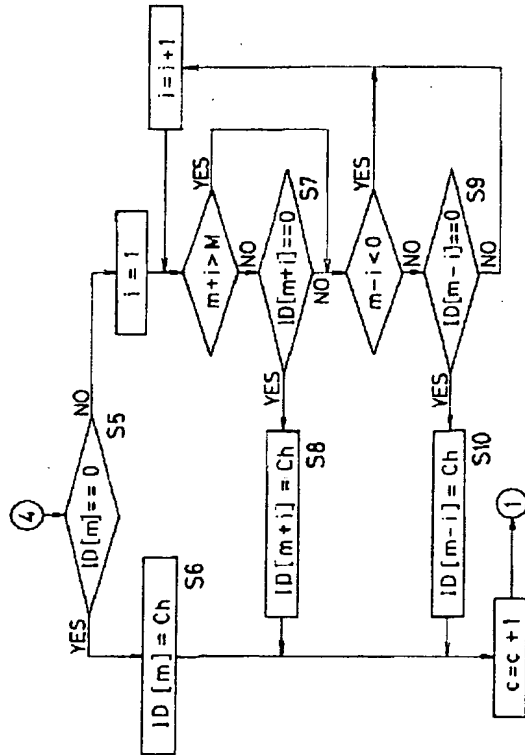 4
ID[m]==0
S5
YES
NO
ID[m]=Ch
S6
i=1
i=i+1
m+i>M
YES
NO
ID[m+i]==0
S7
YES
NO
ID[m+i]=Ch
S8
m-i<0
YES
NO
ID[m-i]==0
S9
YES
NO
ID[m-i]=Ch
S10
c=c+1
1